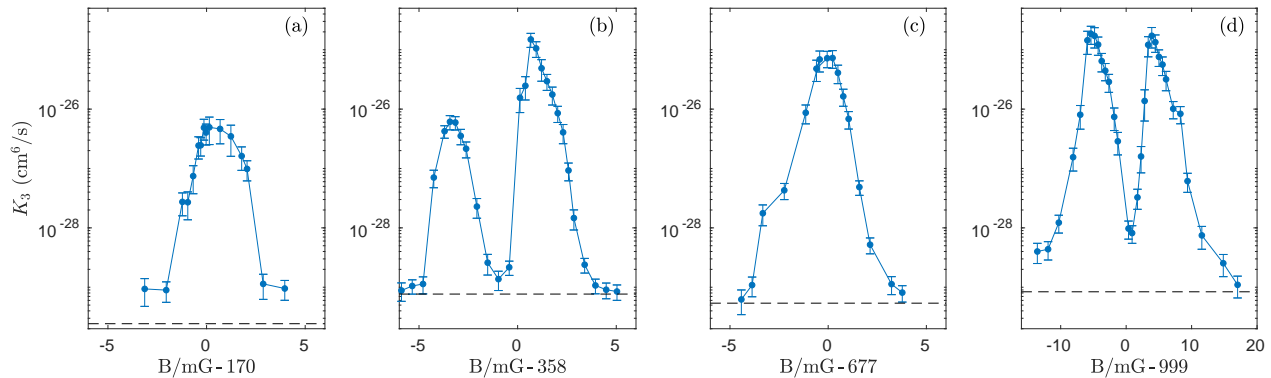 (a) (b) (c) (d)
K₃ (cm⁶/s)
10⁻²⁶ 10⁻²⁶ 10⁻²⁶ 10⁻²⁶
10⁻²⁸ 10⁻²⁸ 10⁻²⁸ 10⁻²⁸
-5 0 5 -5 0 5 -5 0 5 -10 0 10 20
B/mG-170 B/mG-358 B/mG-677 B/mG-999